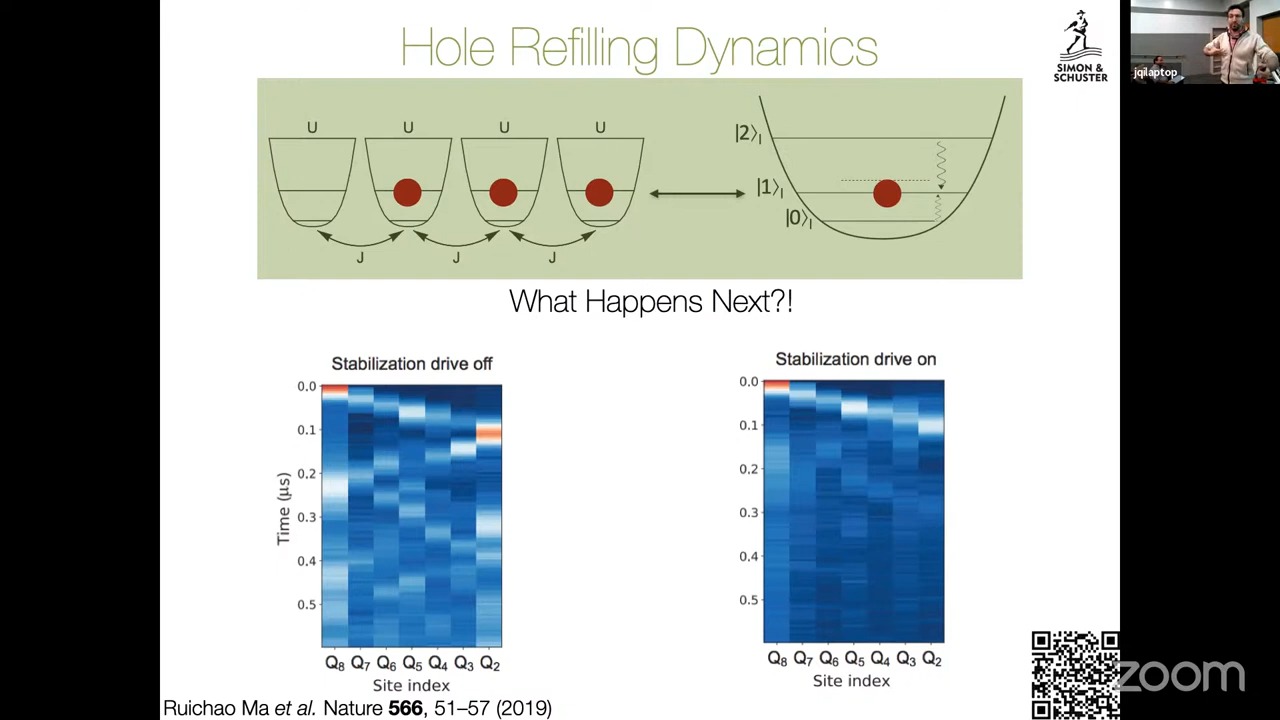 Hole Refilling Dynamics
SIMON &
SCHUSTER
jqilaptop
U U U U
J J J
|2⟩ₗ
|1⟩ₗ
|0⟩ₗ
What Happens Next?!
Stabilization drive off
0.0
0.1
0.2
0.3
0.4
0.5
Time (μs)
Q₈ Q₇ Q₆ Q₅ Q₄ Q₃ Q₂
Site index
Stabilization drive on
0.0
0.1
0.2
0.3
0.4
0.5
Q₈ Q₇ Q₆ Q₅ Q₄ Q₃ Q₂
Site index
Ruichao Ma et al. Nature 566, 51–57 (2019)
zoom